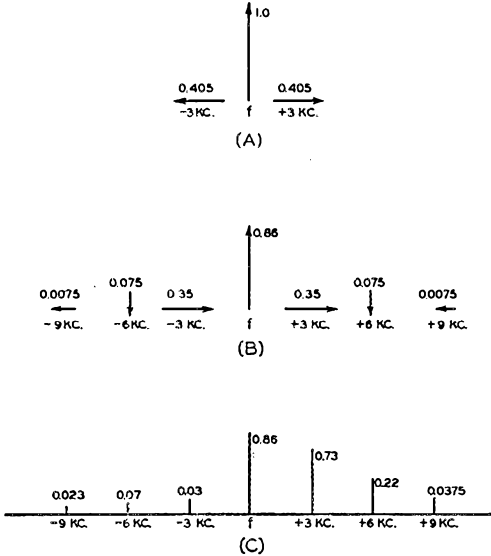 1.0
0.405 0.405
-3 KC. f +3 KC.
(A)
0.86
0.0075 0.075 0.35 0.35 0.075 0.0075
-9 KC. -6 KC. -3 KC. f +3 KC. +6 KC. +9 KC.
(B)
0.86
0.73
0.023 0.07 0.03 0.22 0.0375
-9 KC. -6 KC. -3 KC. f +3 KC. +6 KC. +9 KC.
(C)